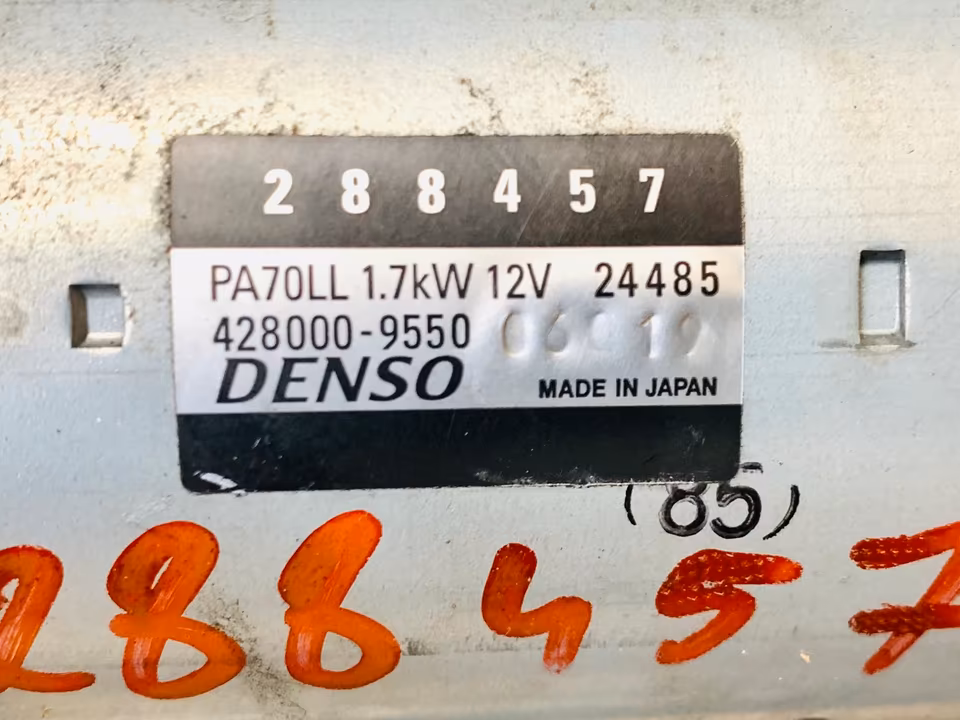 288457
PA70LL 1.7kW 12V 24485
428000-9550
DENSO MADE IN JAPAN
(85)
288457